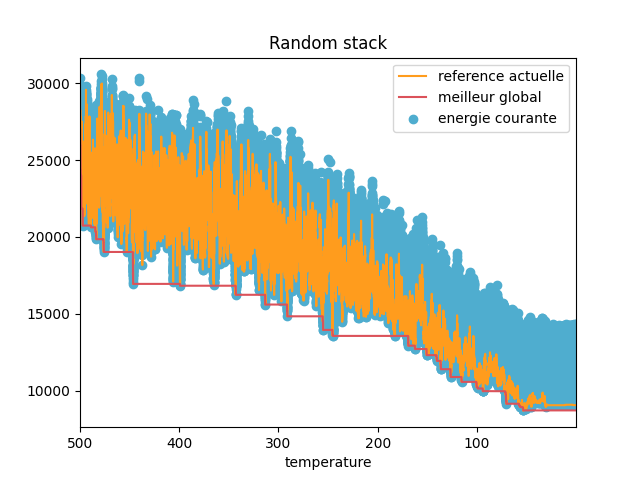 Random stack
reference actuelle
meilleur global
energie courante
30000
25000
20000
15000
10000
500 400 300 200 100
temperature